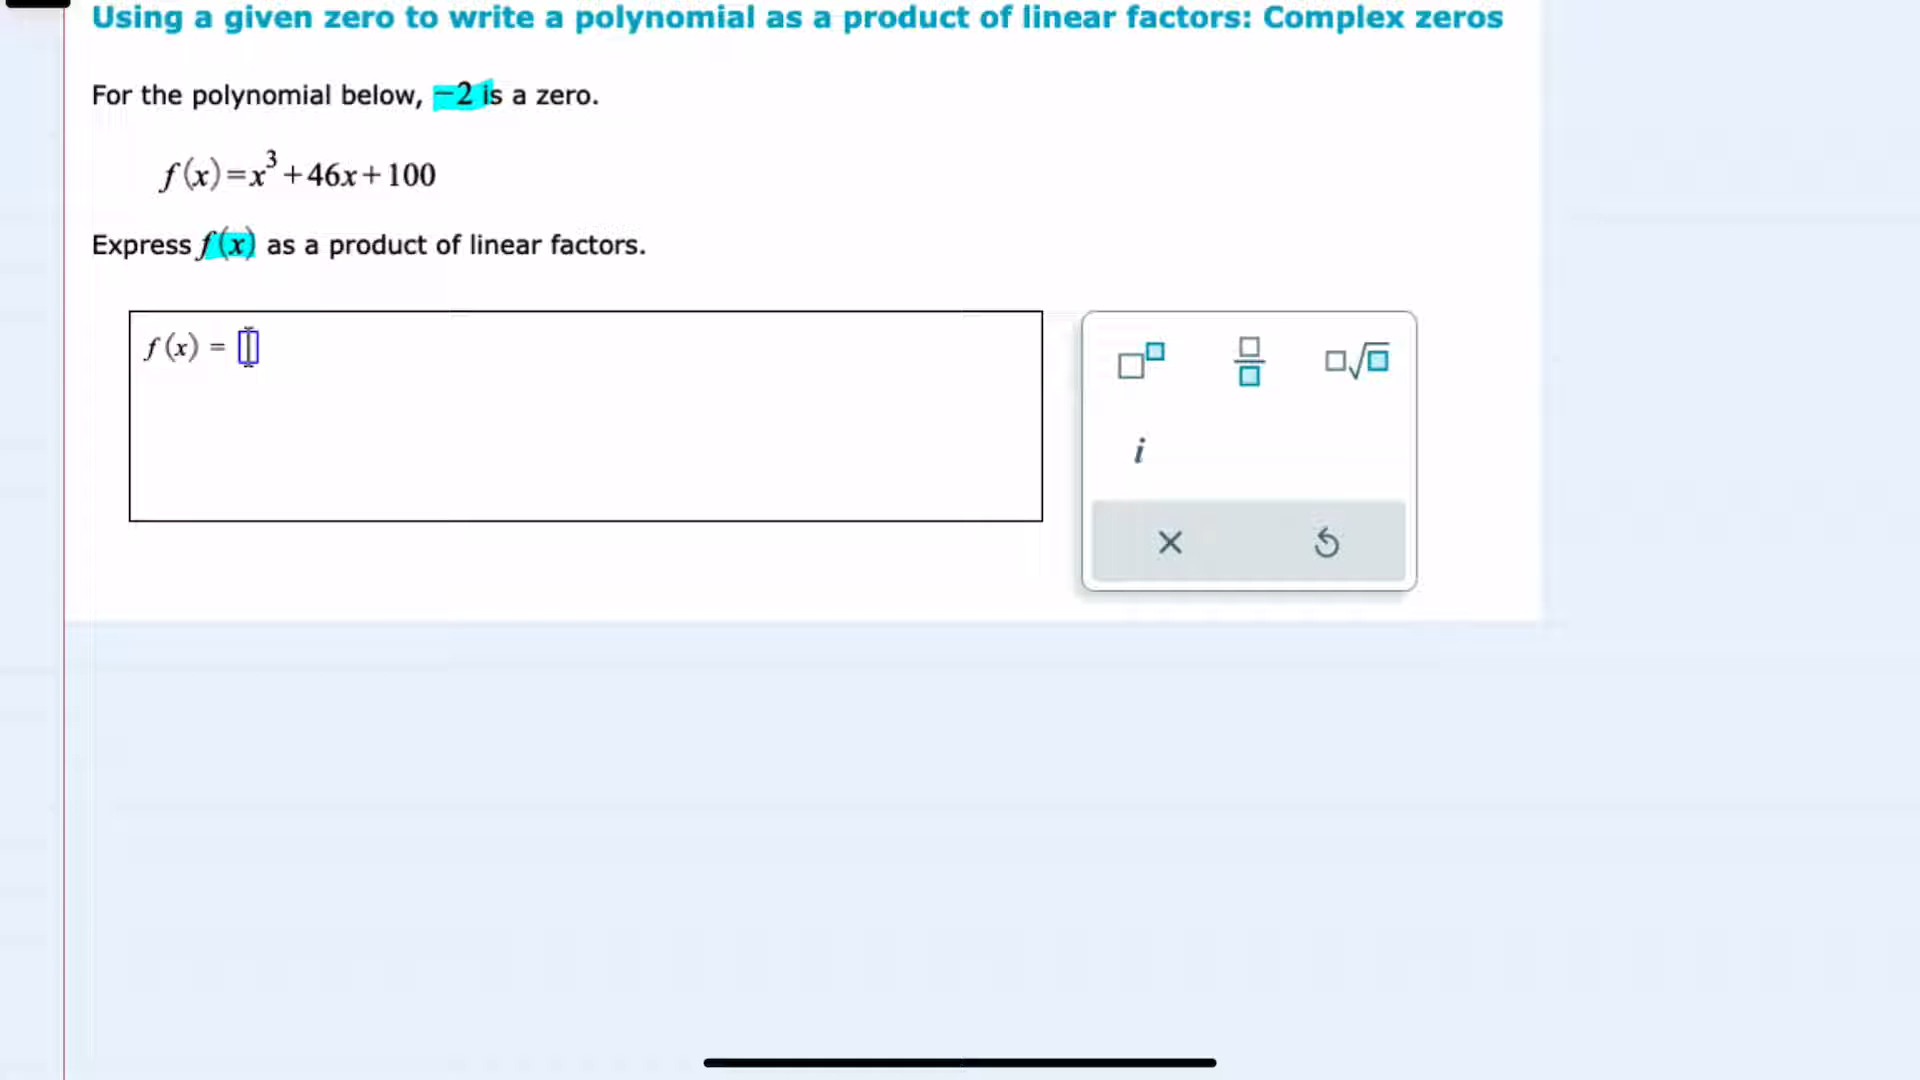 Using a given zero to write a polynomial as a product of linear factors: Complex zeros
For the polynomial below, −2 is a zero.
f(x)=x³+46x+100
Express f(x) as a product of linear factors.
f(x) =
□√□
i